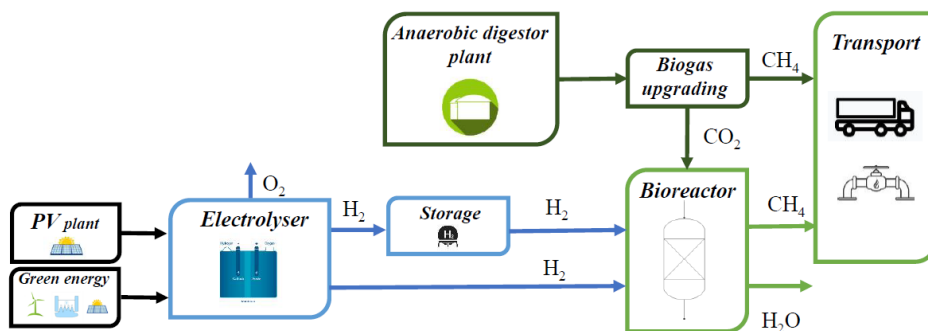 Anaerobic digestor
plant
Biogas
upgrading
CH4
Transport
CO2
O2
PV plant
Green energy
Electrolyser
H2
Storage
H2
H2
H2
Bioreactor
CH4
H2O